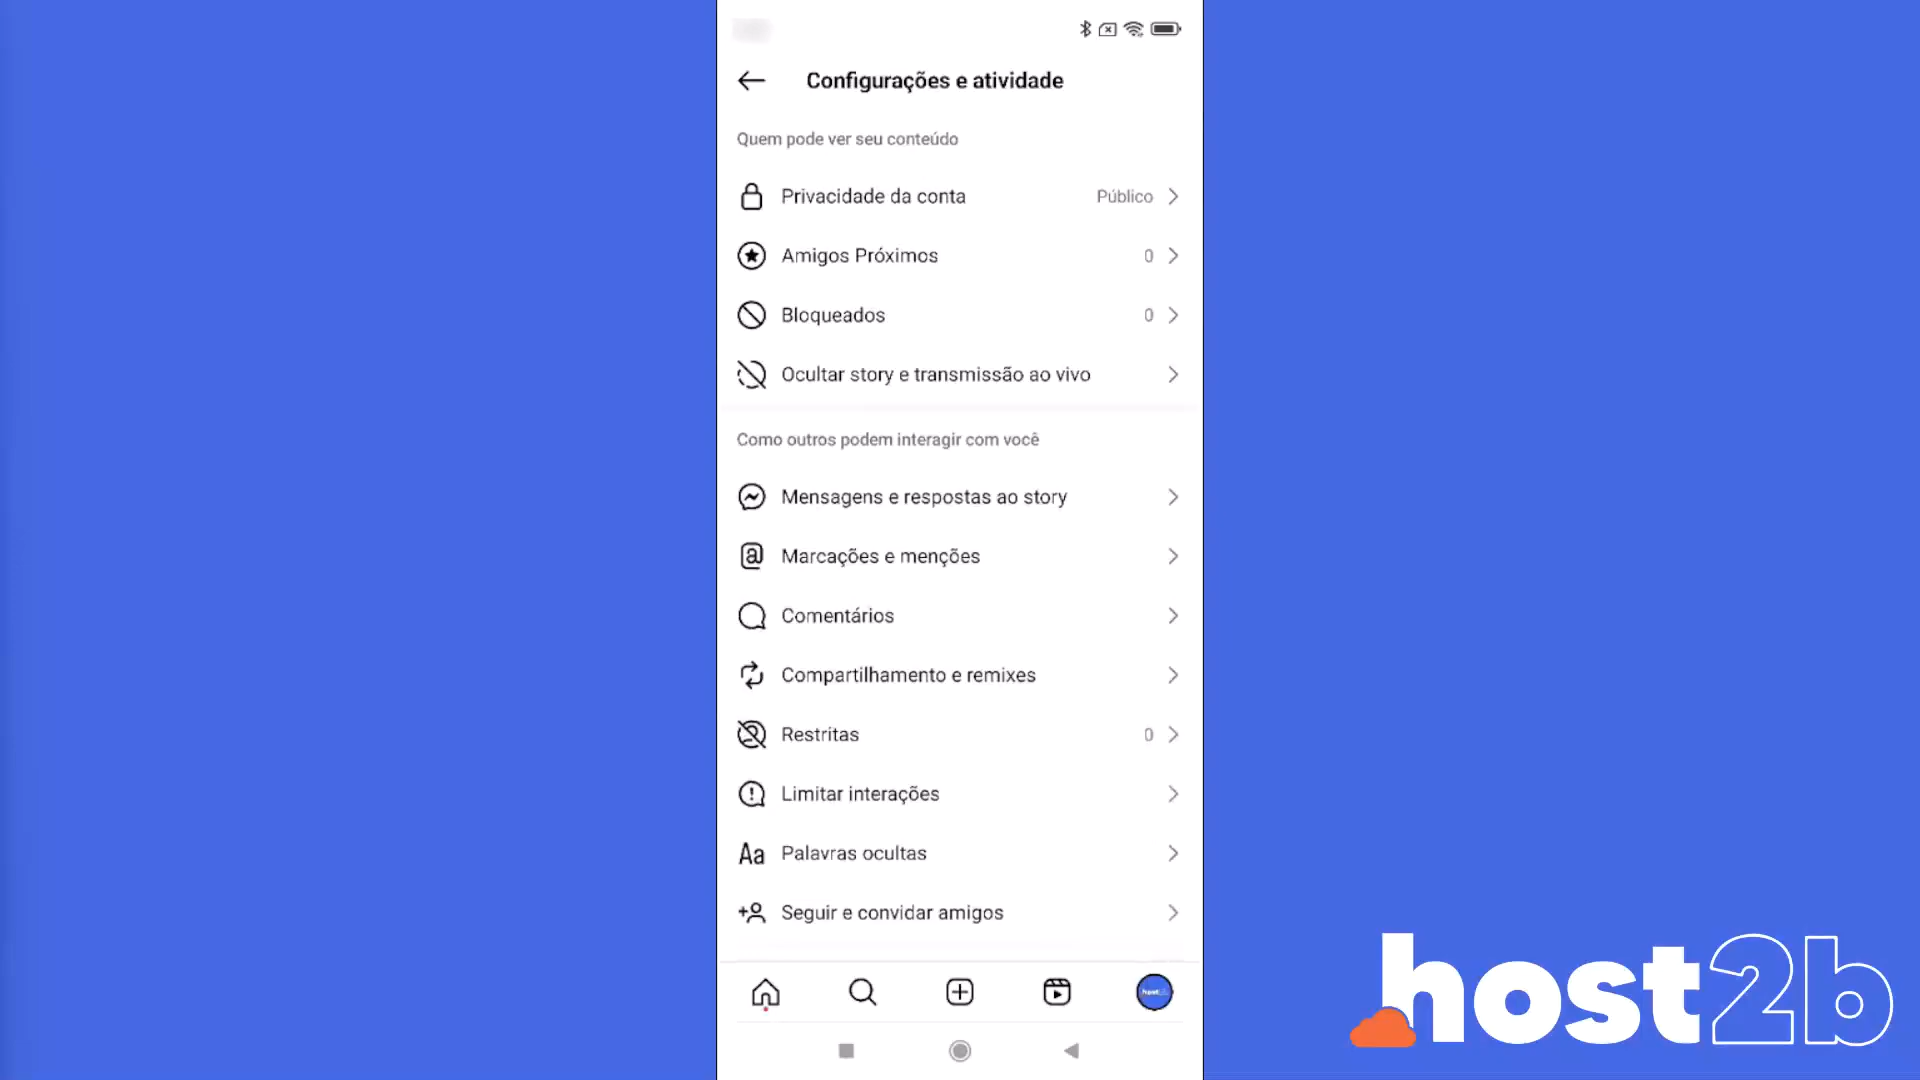 Configurações e atividade
Quem pode ver seu conteúdo
Privacidade da conta Público
Amigos Próximos 0
Bloqueados 0
Ocultar story e transmissão ao vivo
Como outros podem interagir com você
Mensagens e respostas ao story
Marcações e menções
Comentários
Compartilhamento e remixes
Restritas 0
Limitar interações
Aa Palavras ocultas
Seguir e convidar amigos
host2b